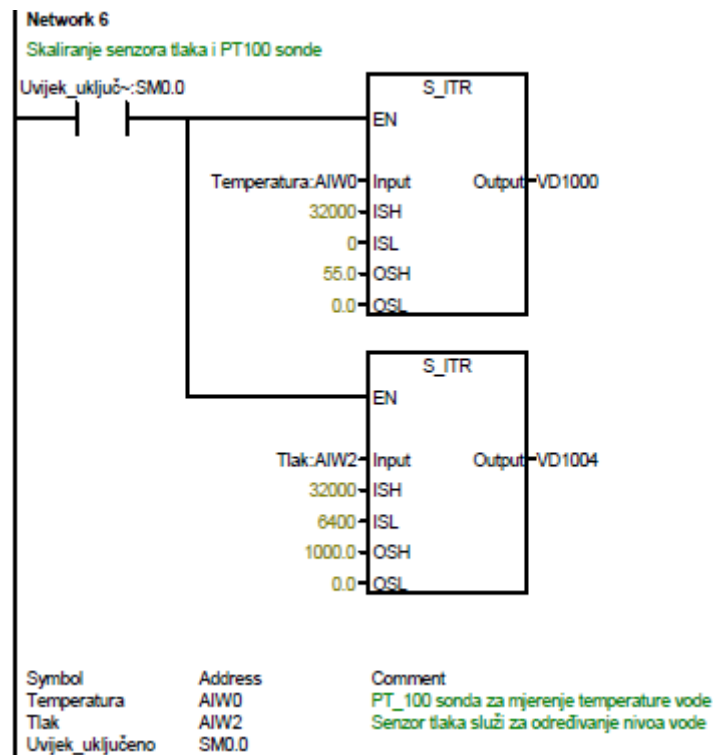 Network 6
Skaliranje senzora tlaka i PT100 sonde
Uvijek_uključ~:SM0.0
S_ITR
EN
Temperatura:AIW0 Input Output VD1000
32000 ISH
0 ISL
55.0 OSH
0.0 OSL
S_ITR
EN
Tlak:AIW2 Input Output VD1004
32000 ISH
6400 ISL
1000.0 OSH
0.0 OSL
Symbol Address Comment
Temperatura AIW0 PT_100 sonda za mjerenje temperature vode
Tlak AIW2 Senzor tlaka služi za određivanje nivoa vode
Uvijek_uključeno SM0.0